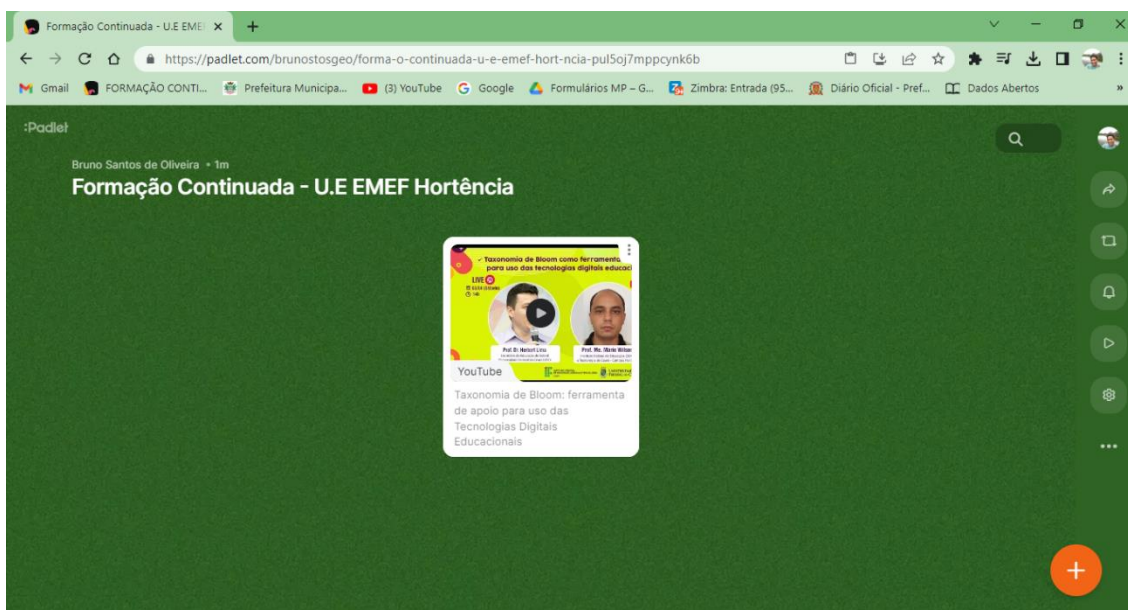 Formação Continuada - U.E EME
https://padlet.com/brunostosgeo/forma-o-continuada-u-e-emef-hort-ncia-pul5oj7mppcynk6b
Gmail FORMAÇÃO CONTI... Prefeitura Municipa... (3) YouTube Google Formulários MP – G... Zimbra: Entrada (95... Diário Oficial - Pref... Dados Abertos »
:Padlet
Bruno Santos de Oliveira • 1m
Formação Continuada - U.E EMEF Hortência
✓ Taxonomia de Bloom como ferramenta
para uso das tecnologias digitais educaci
LIVE
YouTube
Taxonomia de Bloom: ferramenta
de apoio para uso das
Tecnologias Digitais
Educacionais